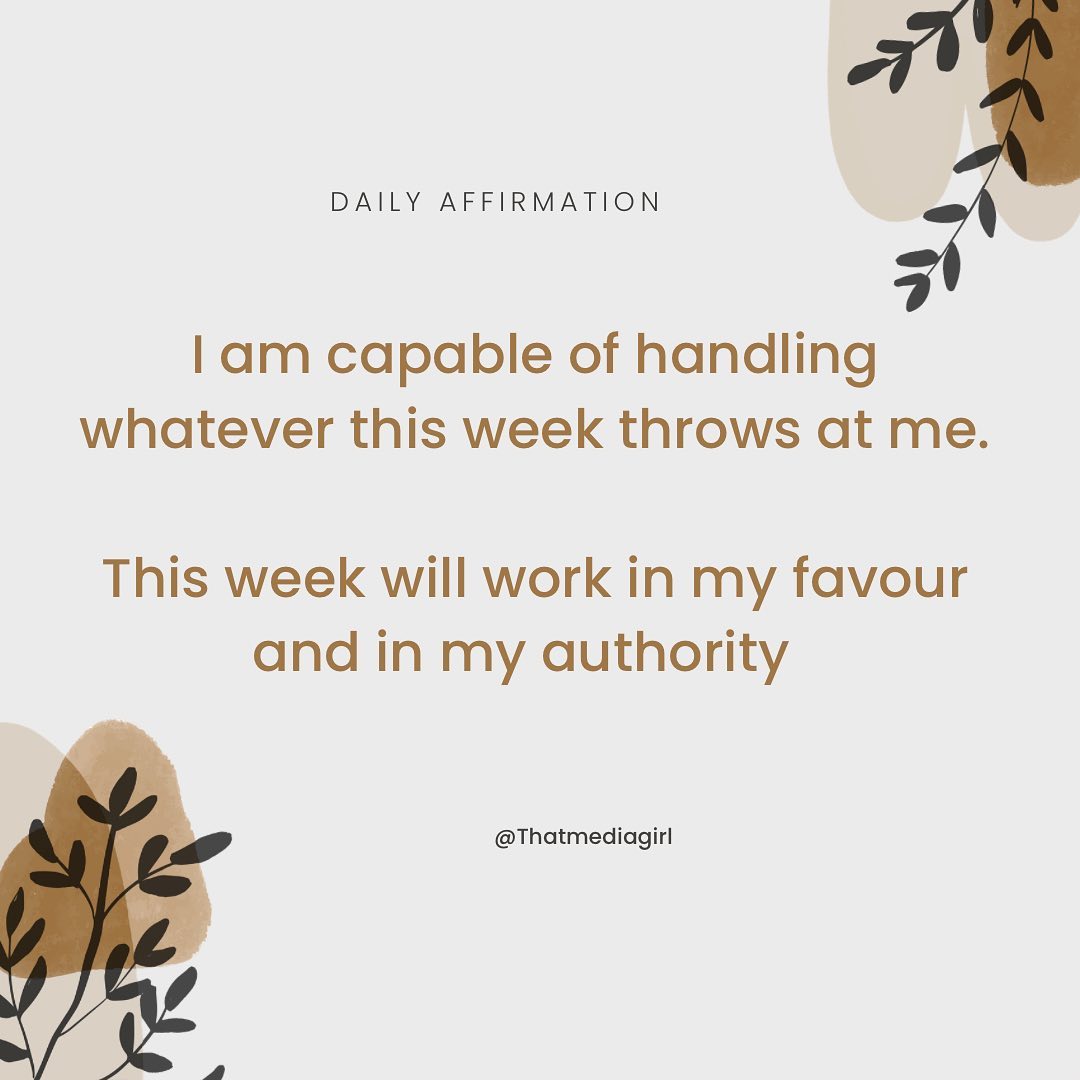 DAILY AFFIRMATION
I am capable of handling
whatever this week throws at me.
This week will work in my favour
and in my authority
@Thatmediagirl